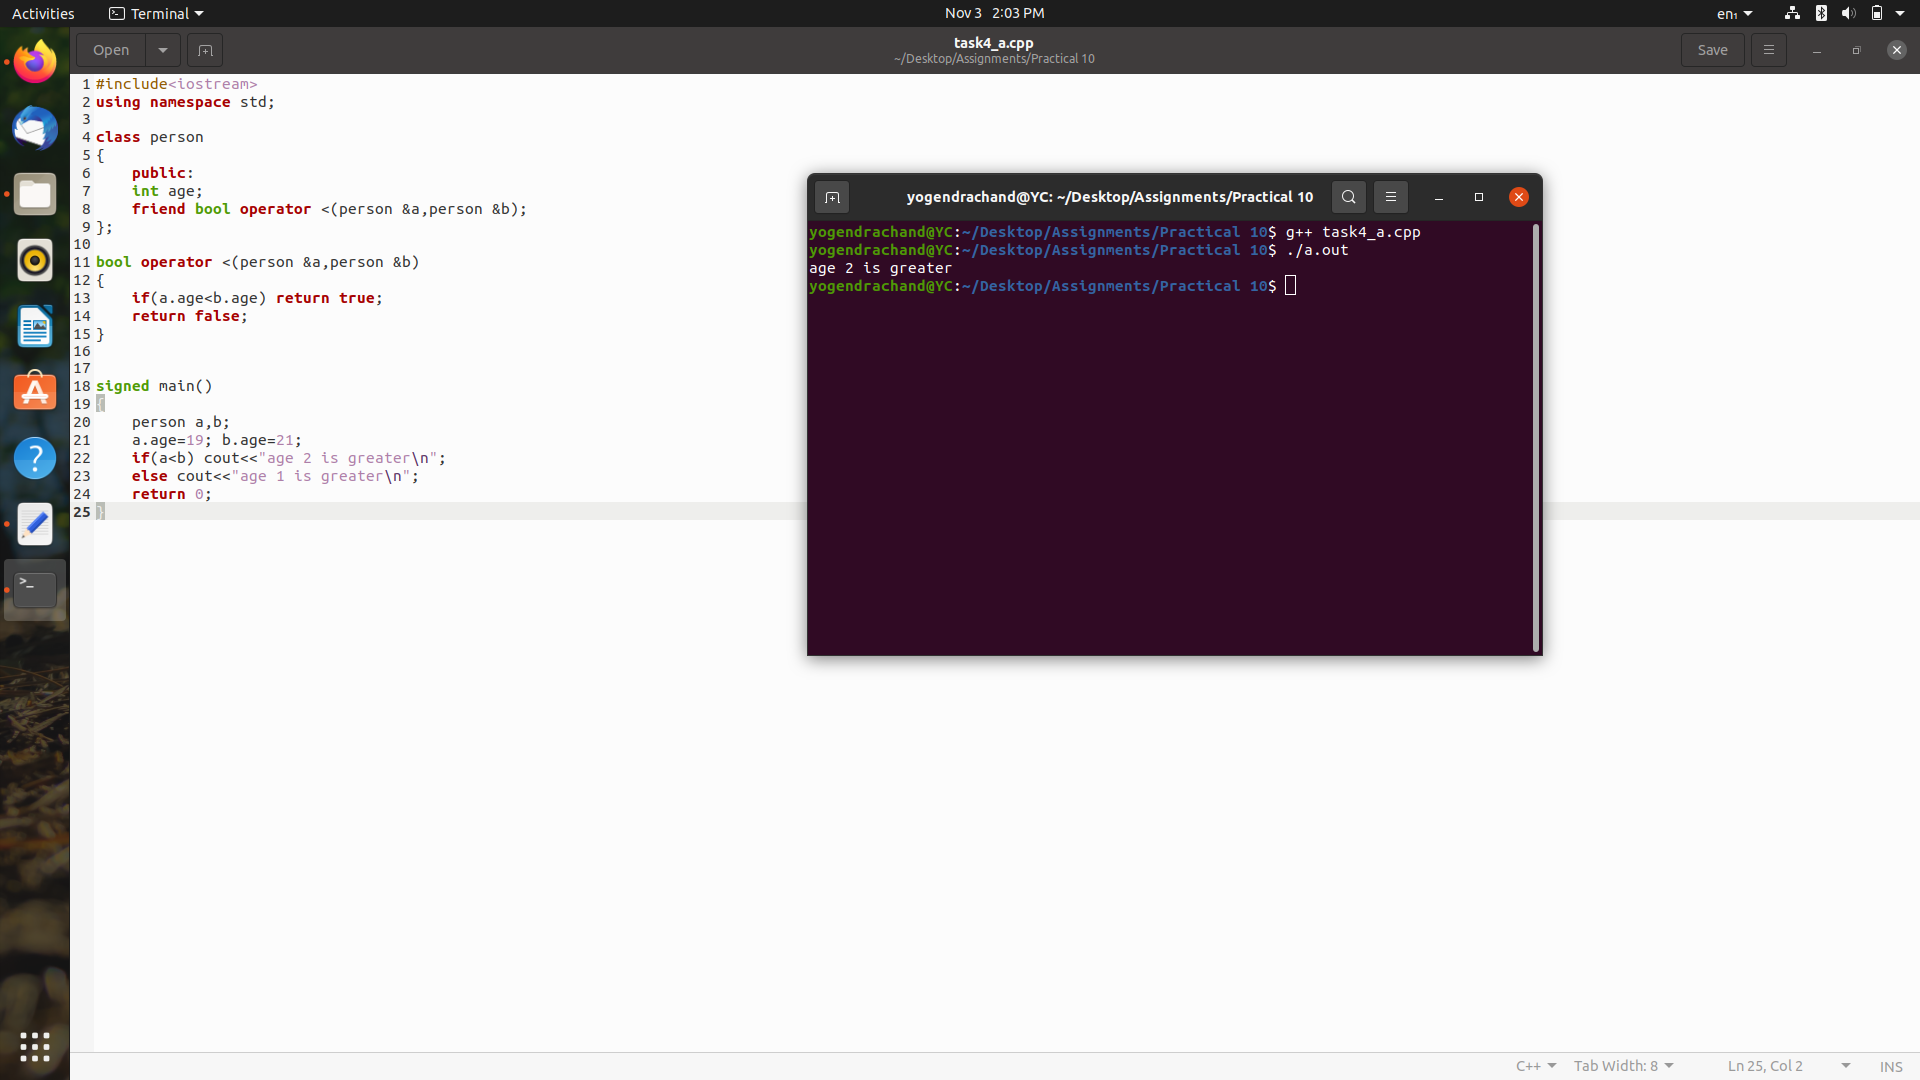 Activities Terminal Nov 3 2:03 PM en₁
Open task4_a.cpp Save
~/Desktop/Assignments/Practical 10
1 #include<iostream>
2 using namespace std;
3
4 class person
5 {
6 public:
7 int age;
8 friend bool operator <(person &a,person &b);
9 };
10
11 bool operator <(person &a,person &b)
12 {
13 if(a.age<b.age) return true;
14 return false;
15 }
16
17
18 signed main()
19 {
20 person a,b;
21 a.age=19; b.age=21;
22 if(a<b) cout<<"age 2 is greater\n";
23 else cout<<"age 1 is greater\n";
24 return 0;
25 }
yogendrachand@YC: ~/Desktop/Assignments/Practical 10
yogendrachand@YC:~/Desktop/Assignments/Practical 10$ g++ task4_a.cpp
yogendrachand@YC:~/Desktop/Assignments/Practical 10$ ./a.out
age 2 is greater
yogendrachand@YC:~/Desktop/Assignments/Practical 10$
C++ Tab Width: 8 Ln 25, Col 2 INS